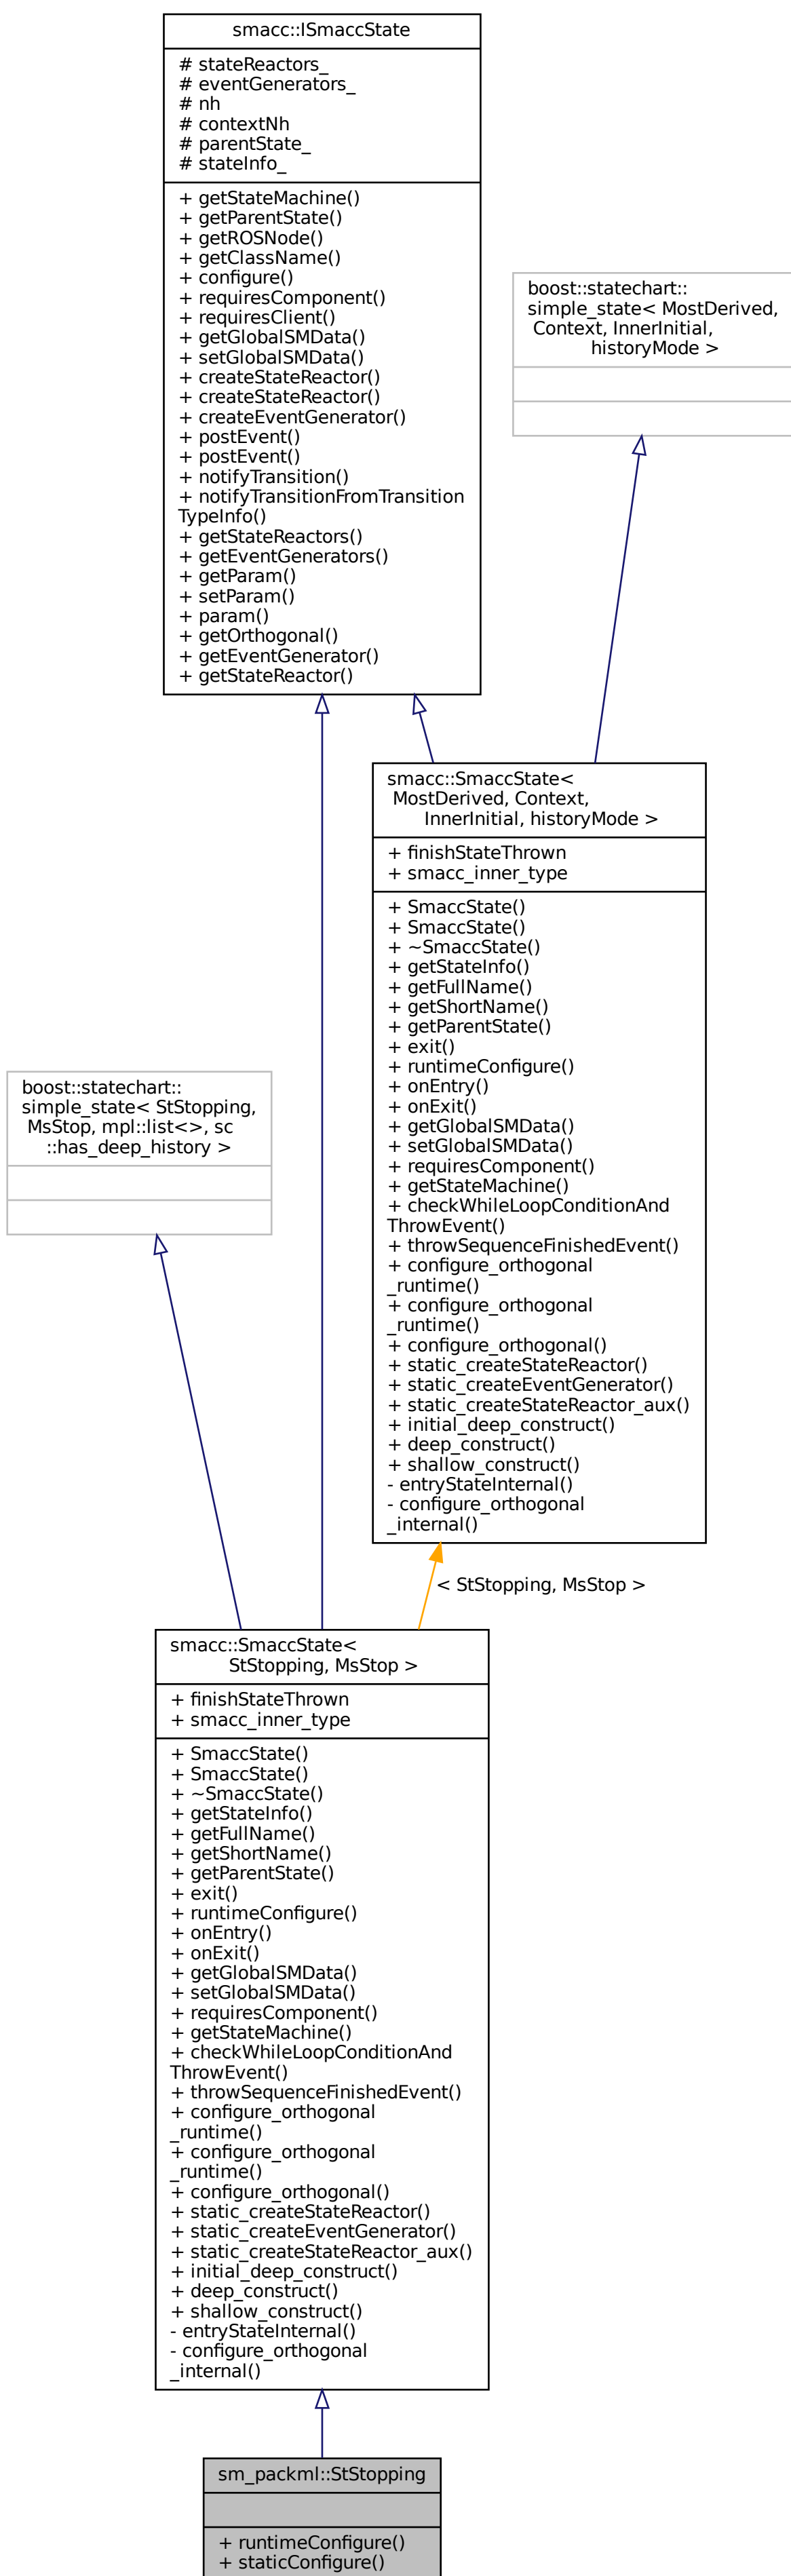 smacc::ISmaccState
# stateReactors_
# eventGenerators_
# nh
# contextNh
# parentState_
# stateInfo_
+ getStateMachine()
+ getParentState()
+ getROSNode()
+ getClassName()
+ configure()
+ requiresComponent()
+ requiresClient()
+ getGlobalSMData()
+ setGlobalSMData()
+ createStateReactor()
+ createStateReactor()
+ createEventGenerator()
+ postEvent()
+ postEvent()
+ notifyTransition()
+ notifyTransitionFromTransition
TypeInfo()
+ getStateReactors()
+ getEventGenerators()
+ getParam()
+ setParam()
+ param()
+ getOrthogonal()
+ getEventGenerator()
+ getStateReactor()
boost::statechart::
simple_state< MostDerived,
Context, InnerInitial,
historyMode >
smacc::SmaccState<
MostDerived, Context,
InnerInitial, historyMode >
+ finishStateThrown
+ smacc_inner_type
+ SmaccState()
+ SmaccState()
+ ~SmaccState()
+ getStateInfo()
+ getFullName()
+ getShortName()
+ getParentState()
+ exit()
+ runtimeConfigure()
+ onEntry()
+ onExit()
+ getGlobalSMData()
+ setGlobalSMData()
+ requiresComponent()
+ getStateMachine()
+ checkWhileLoopConditionAnd
ThrowEvent()
+ throwSequenceFinishedEvent()
+ configure_orthogonal
_runtime()
+ configure_orthogonal
_runtime()
+ configure_orthogonal()
+ static_createStateReactor()
+ static_createEventGenerator()
+ static_createStateReactor_aux()
+ initial_deep_construct()
+ deep_construct()
+ shallow_construct()
- entryStateInternal()
- configure_orthogonal
_internal()
boost::statechart::
simple_state< StStopping,
MsStop, mpl::list<>, sc
::has_deep_history >
< StStopping, MsStop >
smacc::SmaccState<
StStopping, MsStop >
+ finishStateThrown
+ smacc_inner_type
+ SmaccState()
+ SmaccState()
+ ~SmaccState()
+ getStateInfo()
+ getFullName()
+ getShortName()
+ getParentState()
+ exit()
+ runtimeConfigure()
+ onEntry()
+ onExit()
+ getGlobalSMData()
+ setGlobalSMData()
+ requiresComponent()
+ getStateMachine()
+ checkWhileLoopConditionAnd
ThrowEvent()
+ throwSequenceFinishedEvent()
+ configure_orthogonal
_runtime()
+ configure_orthogonal
_runtime()
+ configure_orthogonal()
+ static_createStateReactor()
+ static_createEventGenerator()
+ static_createStateReactor_aux()
+ initial_deep_construct()
+ deep_construct()
+ shallow_construct()
- entryStateInternal()
- configure_orthogonal
_internal()
sm_packml::StStopping
+ runtimeConfigure()
+ staticConfigure()